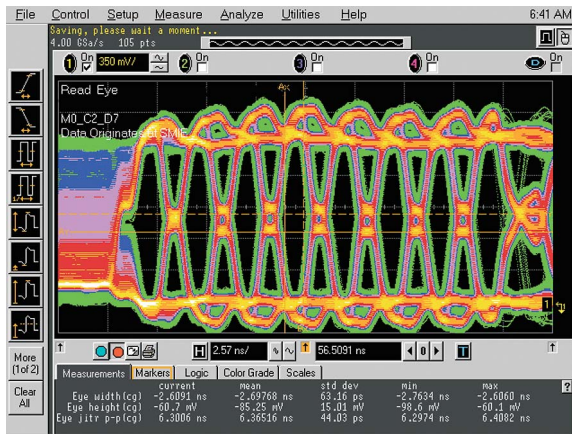 File Control Setup Measure Analyze Utilities Help 6:41 AM
Saving, please wait a moment...
4.00 GSa/s 105 pts
1 On 350 mV/ 2 On 3 On 4 On D On
Read Eye
Ax
M0_C2_D7
Data Originates at SMIE
1
More
(1of 2)
Clear
All
H 2.57 ns/ 56.5091 ns 0 T
Measurements Markers Logic Color Grade Scales
?
current mean std dev min max
Eye width(cg) -2.6091 ns -2.69768 ns 63.16 ps -2.7634 ns -2.6060 ns
Eye height(cg) -60.7 mV -85.25 mV 15.01 mV -98.6 mV -60.1 mV
Eye jitr p-p(cg) 6.3006 ns 6.36516 ns 44.03 ps 6.2974 ns 6.4082 ns